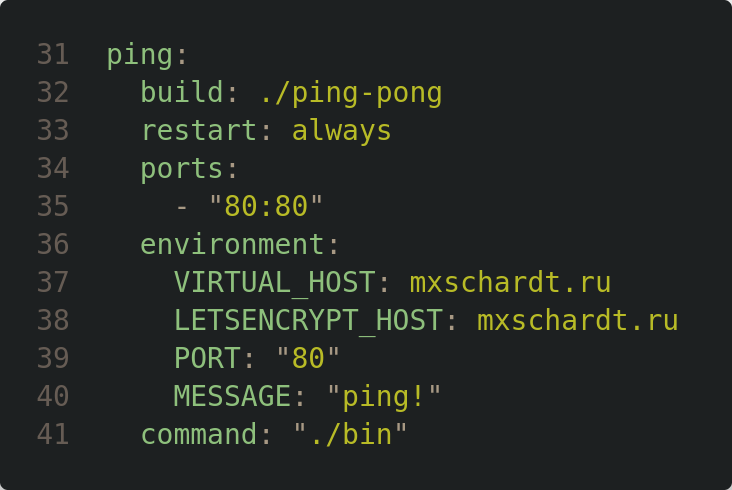 31 ping:
32   build: ./ping-pong
33   restart: always
34   ports:
35     - "80:80"
36   environment:
37     VIRTUAL_HOST: mxschardt.ru
38     LETSENCRYPT_HOST: mxschardt.ru
39     PORT: "80"
40     MESSAGE: "ping!"
41   command: "./bin"